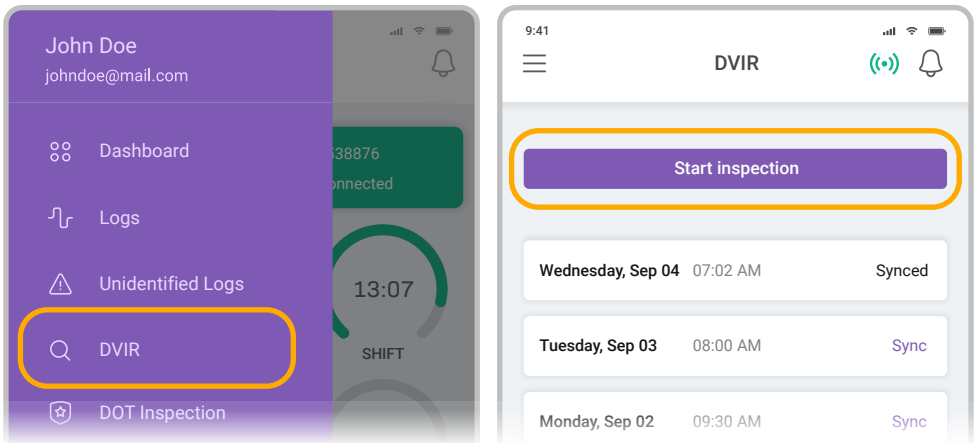 John Doe
johndoe@mail.com
Dashboard
Logs
Unidentified Logs
DVIR
DOT Inspection
538876
onnected
13:07
SHIFT
9:41
DVIR
Start inspection
Wednesday, Sep 04 07:02 AM Synced
Tuesday, Sep 03 08:00 AM Sync
Monday, Sep 02 09:30 AM Sync